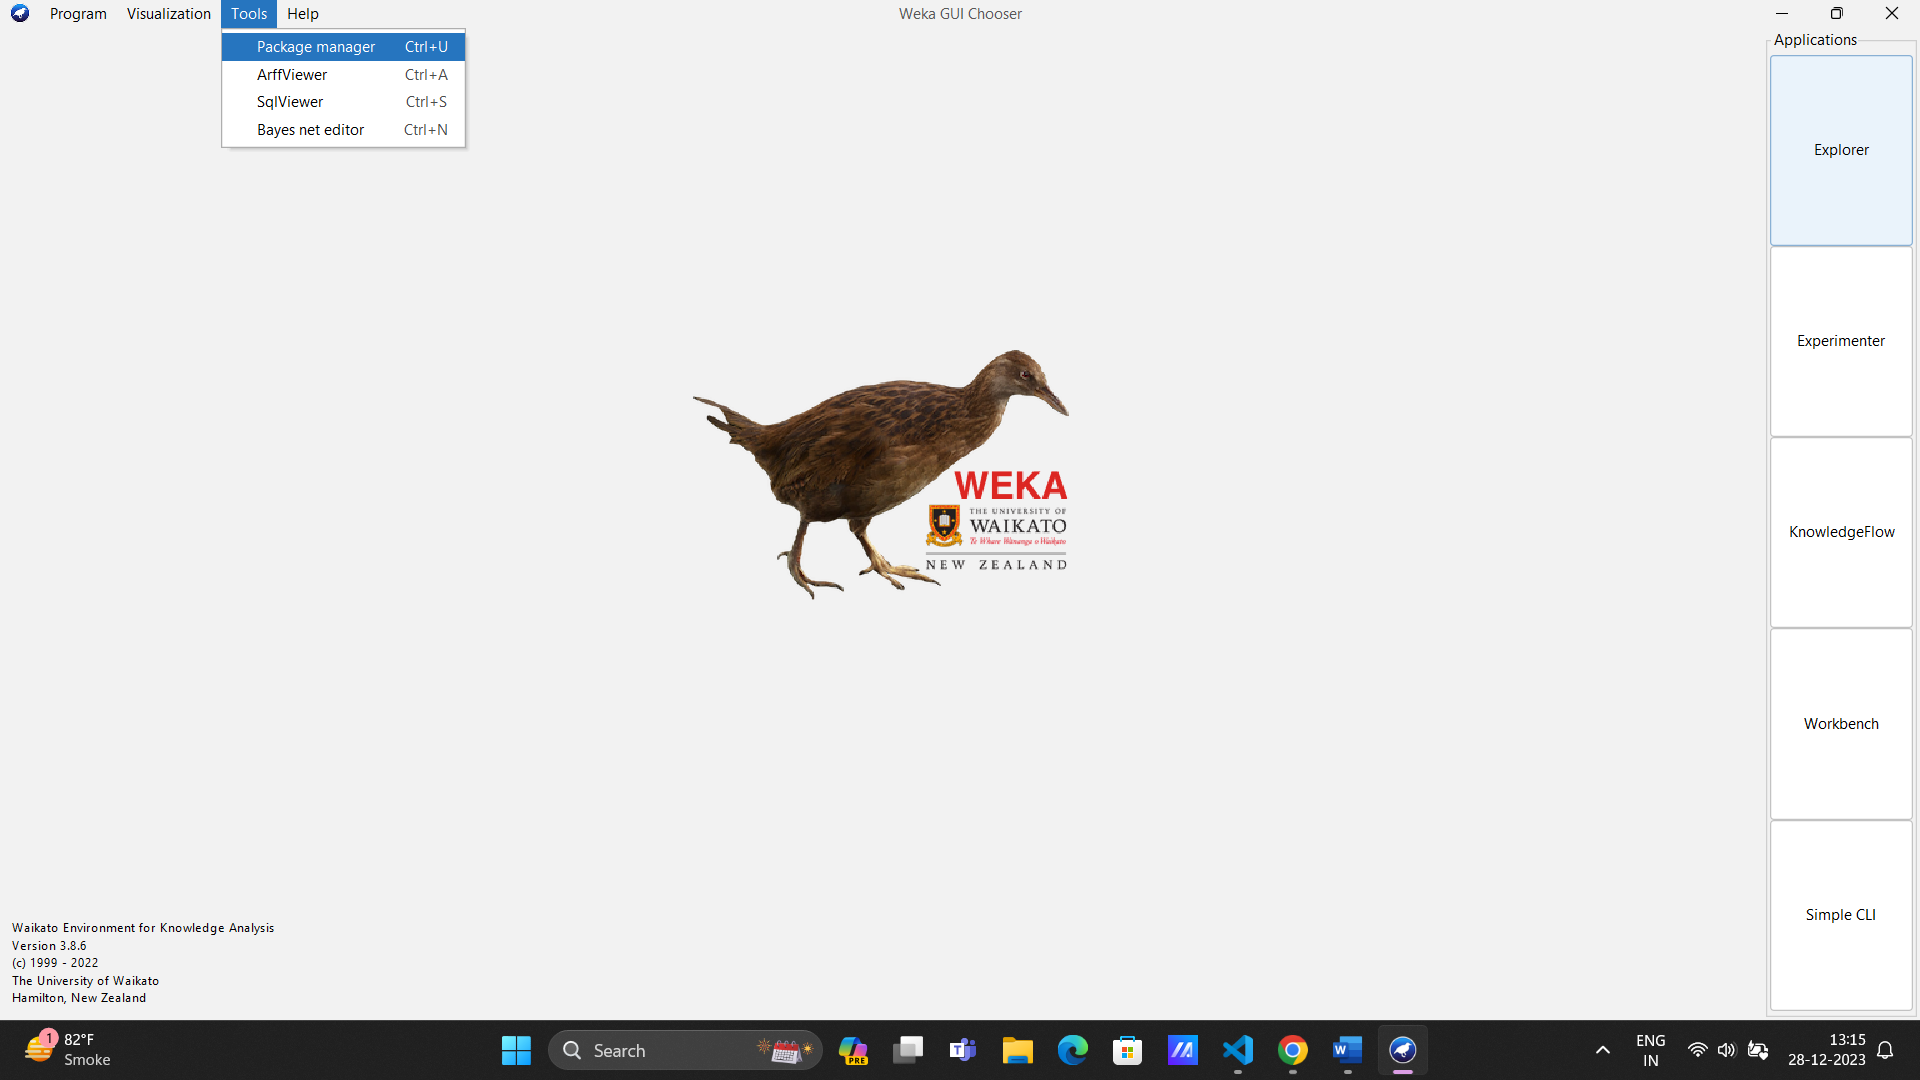 Program Visualization Tools Help
Weka GUI Chooser
Package manager Ctrl+U
ArffViewer Ctrl+A
SqlViewer Ctrl+S
Bayes net editor Ctrl+N
Applications
Explorer
Experimenter
KnowledgeFlow
Workbench
Simple CLI
WEKA
THE UNIVERSITY OF
WAIKATO
Te Whare Wānanga o Waikato
NEW ZEALAND
Waikato Environment for Knowledge Analysis
Version 3.8.6
(c) 1999 - 2022
The University of Waikato
Hamilton, New Zealand
1
82°F
Smoke
Search
PRE
ENG
IN
13:15
28-12-2023